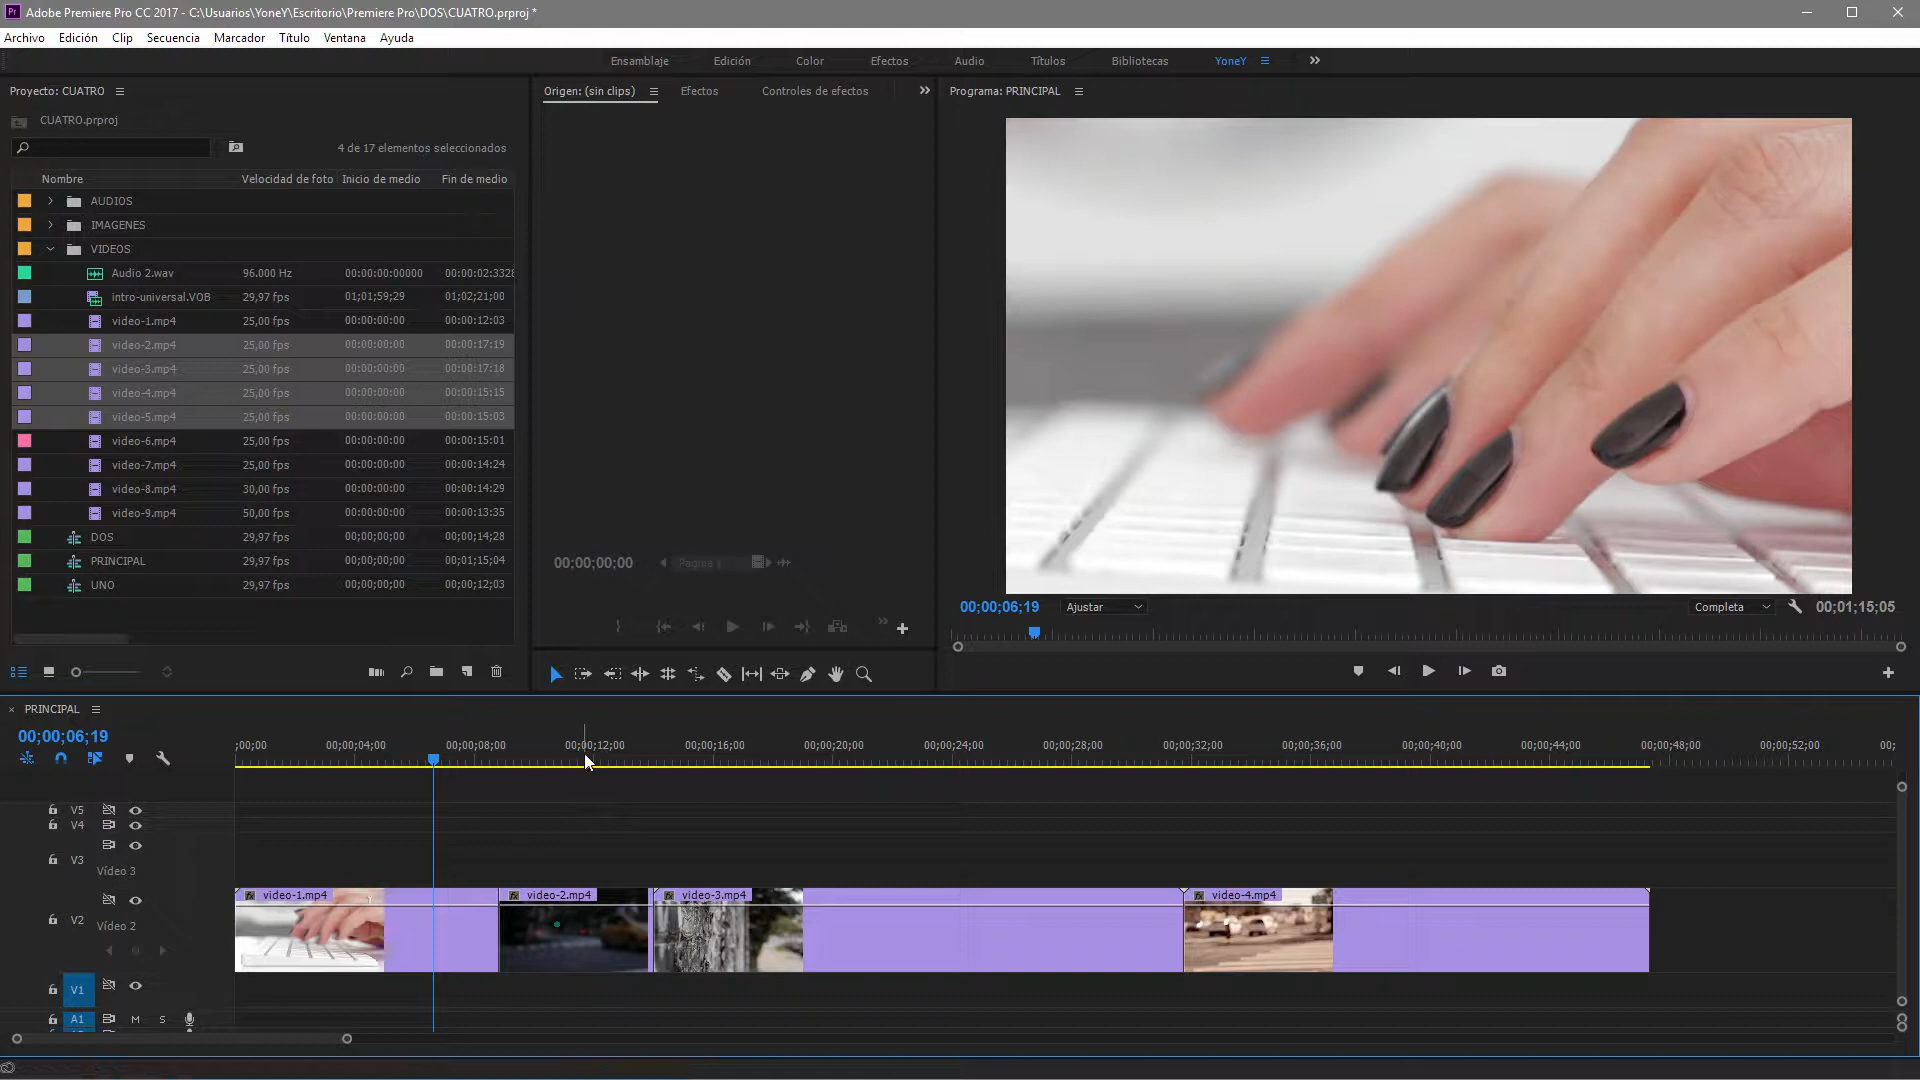 Adobe Premiere Pro CC 2017 - C:\Usuarios\YoneY\Escritorio\Premiere Pro\DOS\CUATRO.prproj *
Archivo Edición Clip Secuencia Marcador Título Ventana Ayuda
Ensamblaje Edición Color Efectos Audio Títulos Bibliotecas YoneY
Proyecto: CUATRO
CUATRO.prproj
4 de 17 elementos seleccionados
Nombre Velocidad de foto Inicio de medio Fin de medio
AUDIOS
IMAGENES
VIDEOS
Audio 2.wav 96.000 Hz 00:00:00:00000 00:00:02:3328
intro-universal.VOB 29,97 fps 01;01;59;29 01;02;21;00
video-1.mp4 25,00 fps 00:00:00:00 00:00:12:03
video-2.mp4 25,00 fps 00:00:00:00 00:00:17:19
video-3.mp4 25,00 fps 00:00:00:00 00:00:17:18
video-4.mp4 25,00 fps 00:00:00:00 00:00:15:15
video-5.mp4 25,00 fps 00:00:00:00 00:00:15:03
video-6.mp4 25,00 fps 00:00:00:00 00:00:15:01
video-7.mp4 25,00 fps 00:00:00:00 00:00:14:24
video-8.mp4 30,00 fps 00:00:00:00 00:00:14:29
video-9.mp4 50,00 fps 00:00:00:00 00:00:13:35
DOS 29,97 fps 00;00;00;00 00;00;14;28
PRINCIPAL 29,97 fps 00;00;00;00 00;01;15;04
UNO 29,97 fps 00;00;00;00 00;00;12;03
Origen: (sin clips) Efectos Controles de efectos
00;00;00;00 Página
Programa: PRINCIPAL
00;00;06;19 Ajustar Completa 00;01;15;05
PRINCIPAL
00;00;06;19
;00;00 00;00;04;00 00;00;08;00 00;00;12;00 00;00;16;00 00;00;20;00 00;00;24;00 00;00;28;00 00;00;32;00 00;00;36;00 00;00;40;00 00;00;44;00 00;00;48;00 00;00;52;00 00;
V5
V4
V3
Vídeo 3
V2
Vídeo 2
video-1.mp4 video-2.mp4 video-3.mp4 video-4.mp4
V1
A1 M S